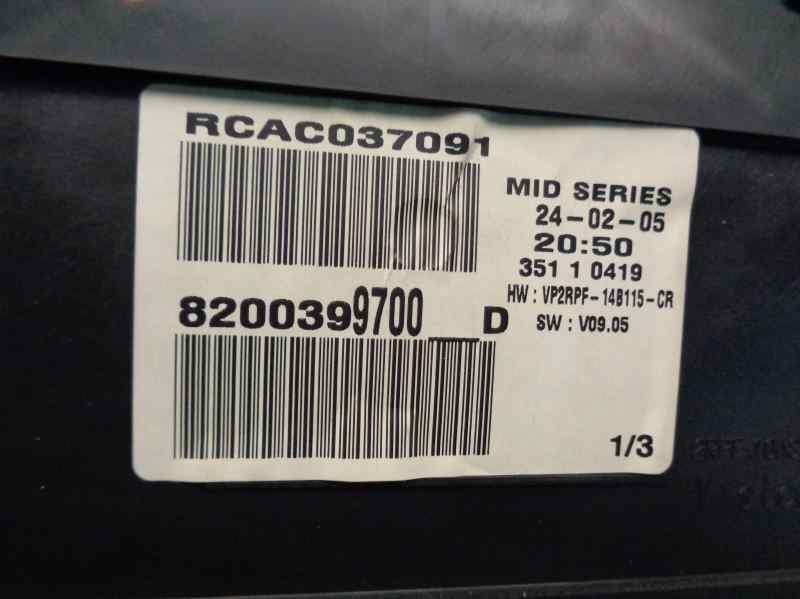 RCAC037091
MID SERIES
24-02-05
20:50
351 1 0419
HW : VP2RPF-14B115-CR
SW : V09.05
8200399700__D
1/3